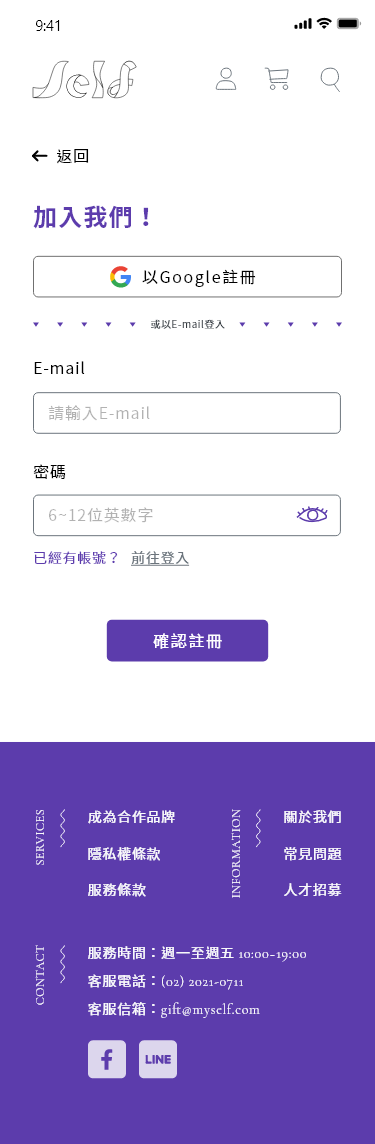 9:41
Self
返回
加入我們！
以Google註冊
或以E-mail登入
E-mail
請輸入E-mail
密碼
6~12位英數字
已經有帳號？ 前往登入
確認註冊
SERVICES
成為合作品牌
隱私權條款
服務條款
INFORMATION
關於我們
常見問題
人才招募
CONTACT
服務時間：週一至週五 10:00-19:00
客服電話：(02) 2021-0711
客服信箱：gift@myself.com
f
LINE